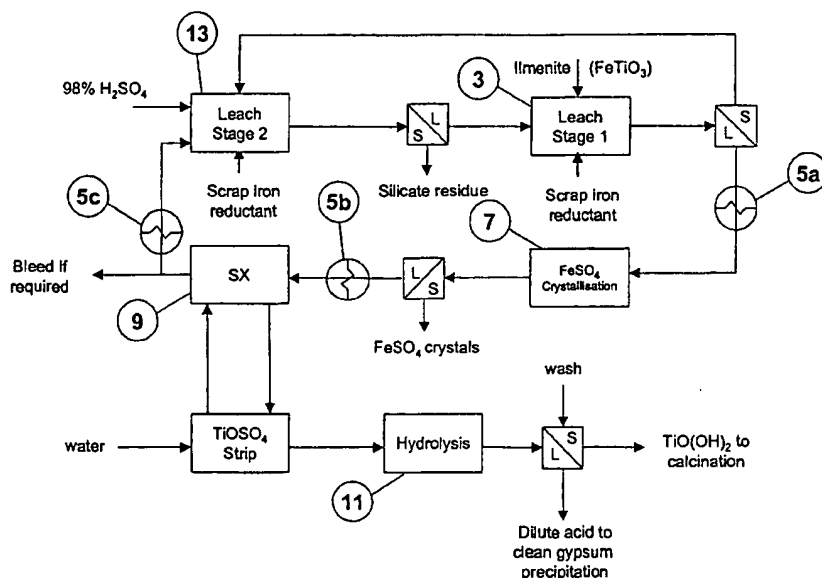 13
Ilmenite (FeTiO3)
3
98% H2SO4
Leach
Stage 2
L
S
Leach
Stage 1
S
L
5a
Scrap iron
reductant
Silicate residue
Scrap iron
reductant
5c
5b
7
Bleed if
required
SX
L
S
FeSO4
Crystallisation
9
FeSO4 crystals
wash
water
TiOSO4
Strip
Hydrolysis
S
L
TiO(OH)2 to
calcination
11
Dilute acid to
clean gypsum
precipitation